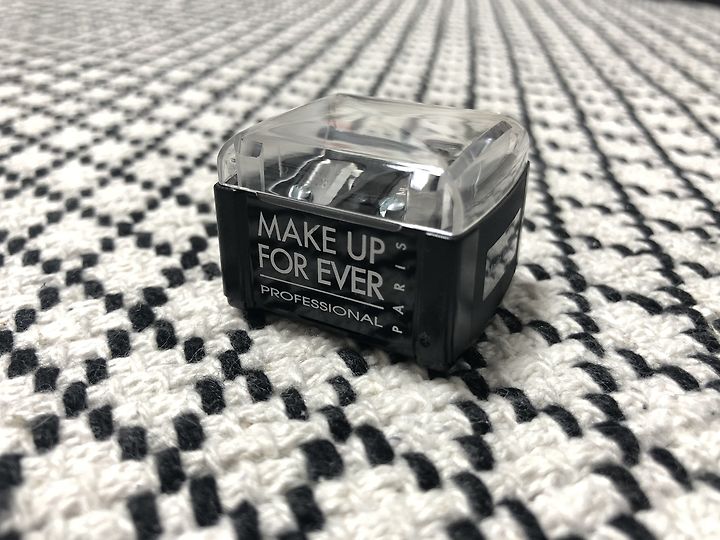 MAKE UP
FOR EVER
PROFESSIONAL
PARIS